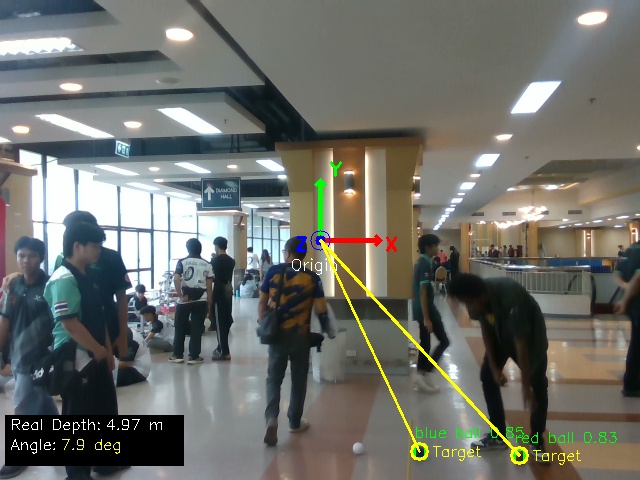 DIAMOND
HALL
Y
Z
X
Origin
blue ball 0.85
red ball 0.83
Target
Target
Real Depth: 4.97 m
Angle: 7.9 deg